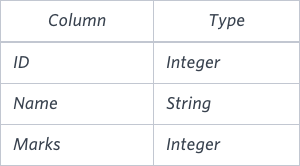 Column Type
ID Integer
Name String
Marks Integer